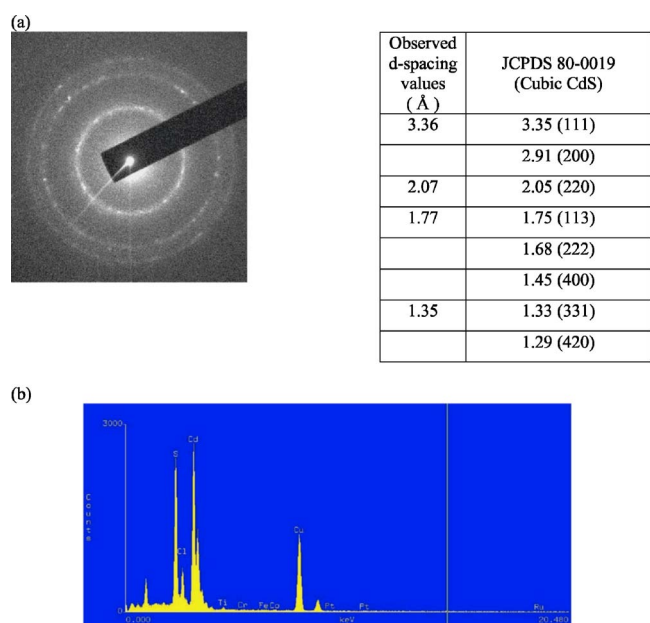 (a)
Observed
d-spacing
values
( Å )
JCPDS 80-0019
(Cubic CdS)
3.36 3.35 (111)
2.91 (200)
2.07 2.05 (220)
1.77 1.75 (113)
1.68 (222)
1.45 (400)
1.35 1.33 (331)
1.29 (420)
(b)
3000
Counts
0
S
Cl
Cd
Ti
Cr
Fe Co
Cu
Pt
Pt
Ru
0.000 keV 20.480